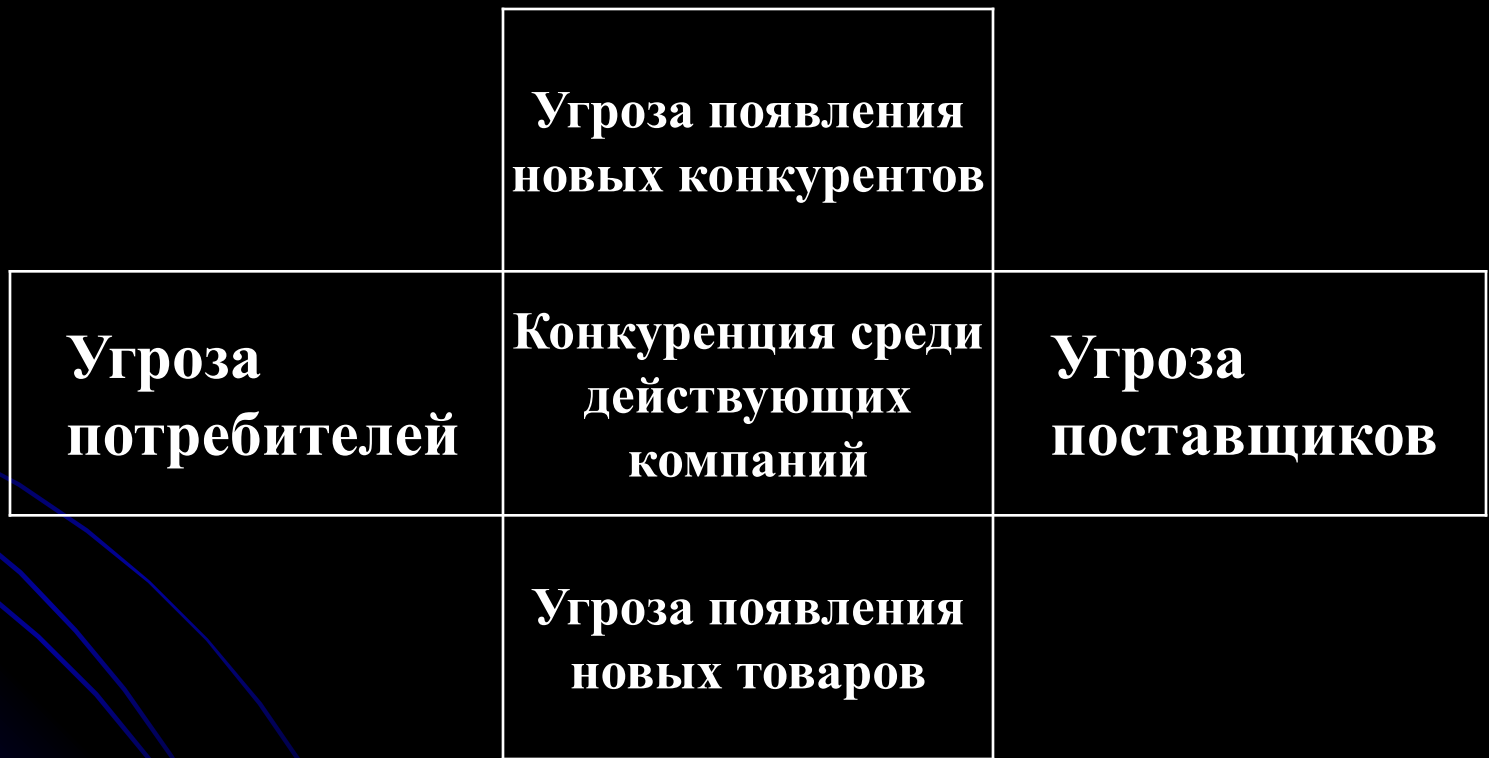 Угроза появления
новых конкурентов
Угроза
потребителей
Конкуренция среди
действующих
компаний
Угроза
поставщиков
Угроза появления
новых товаров